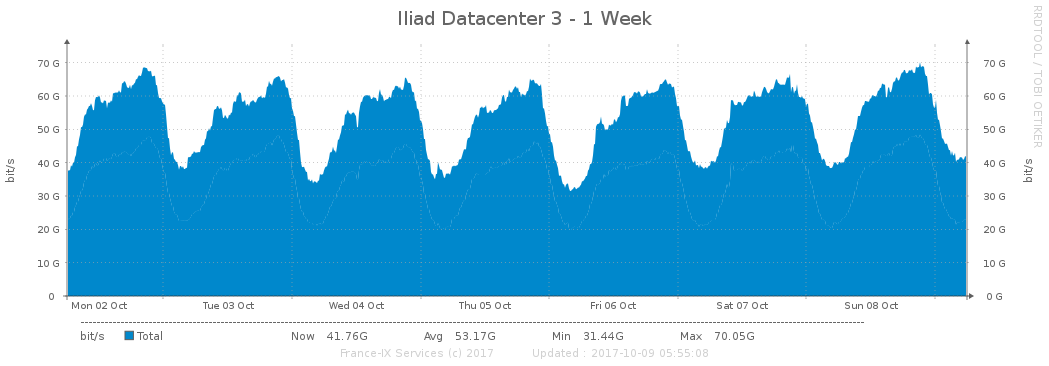 Iliad Datacenter 3 - 1 Week
RRDTOOL / TOBI OETIKER
bit/s
70 G 70 G
60 G 60 G
50 G 50 G
40 G 40 G
30 G 30 G
20 G 20 G
10 G 10 G
0 0 G
bit/s
Mon 02 Oct Tue 03 Oct Wed 04 Oct Thu 05 Oct Fri 06 Oct Sat 07 Oct Sun 08 Oct
bit/s Total Now 41.76G Avg 53.17G Min 31.44G Max 70.05G
France-IX Services (c) 2017 Updated : 2017-10-09 05:55:08